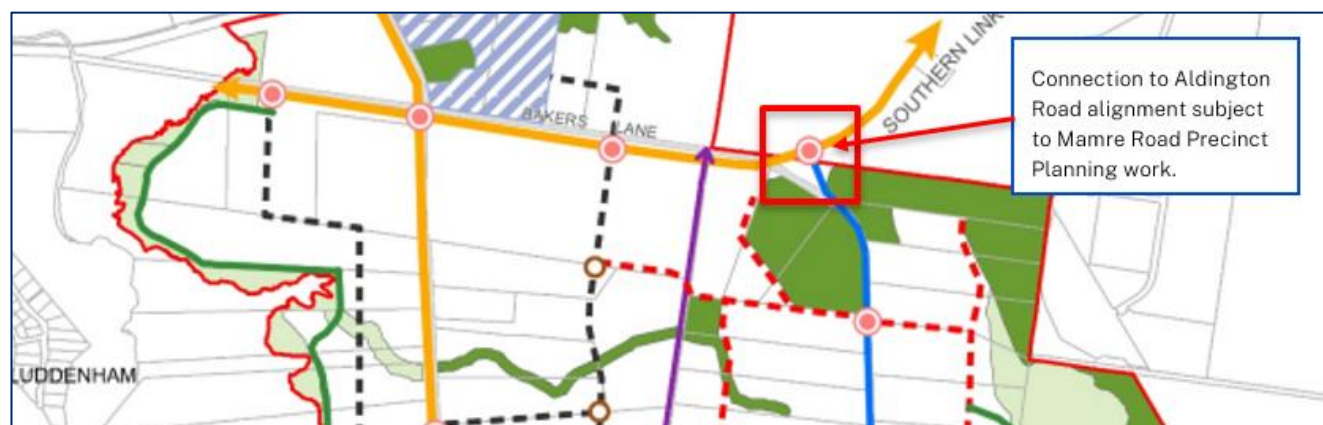 SOUTHERN LINK
Connection to Aldington
Road alignment subject
to Mamre Road Precinct
Planning work.
BAKERS LANE
LUDDENHAM